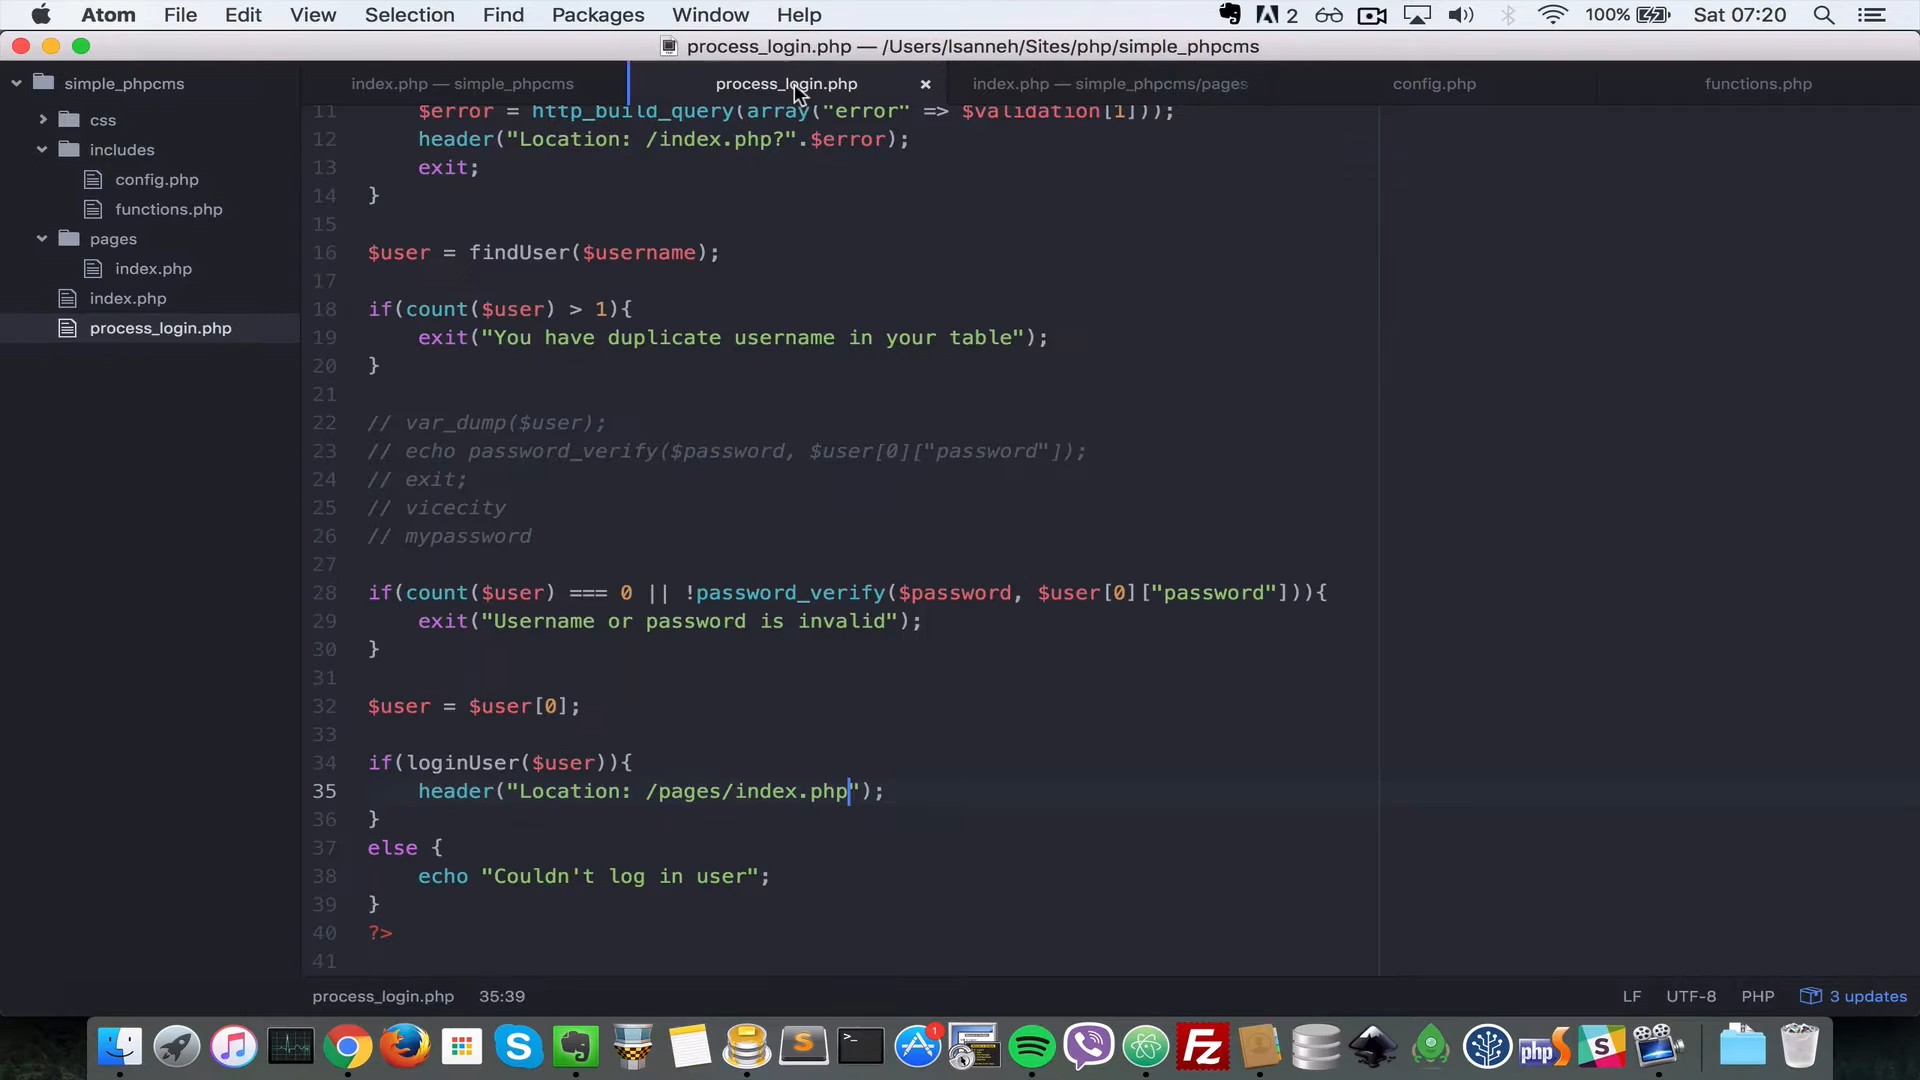 Atom File Edit View Selection Find Packages Window Help 2 100% Sat 07:20
process_login.php — /Users/lsanneh/Sites/php/simple_phpcms
simple_phpcms
css
includes
config.php
functions.php
pages
index.php
index.php
process_login.php
index.php — simple_phpcms process_login.php × index.php — simple_phpcms/pages config.php functions.php
11 $error = http_build_query(array("error" => $validation[1]));
12 header("Location: /index.php?".$error);
13 exit;
14 }
15
16 $user = findUser($username);
17
18 if(count($user) > 1){
19 exit("You have duplicate username in your table");
20 }
21
22 // var_dump($user);
23 // echo password_verify($password, $user[0]["password"]);
24 // exit;
25 // vicecity
26 // mypassword
27
28 if(count($user) === 0 || !password_verify($password, $user[0]["password"])){
29 exit("Username or password is invalid");
30 }
31
32 $user = $user[0];
33
34 if(loginUser($user)){
35 header("Location: /pages/index.php");
36 }
37 else {
38 echo "Couldn't log in user";
39 }
40 ?>
41
process_login.php 35:39 LF UTF-8 PHP 3 updates
1
php